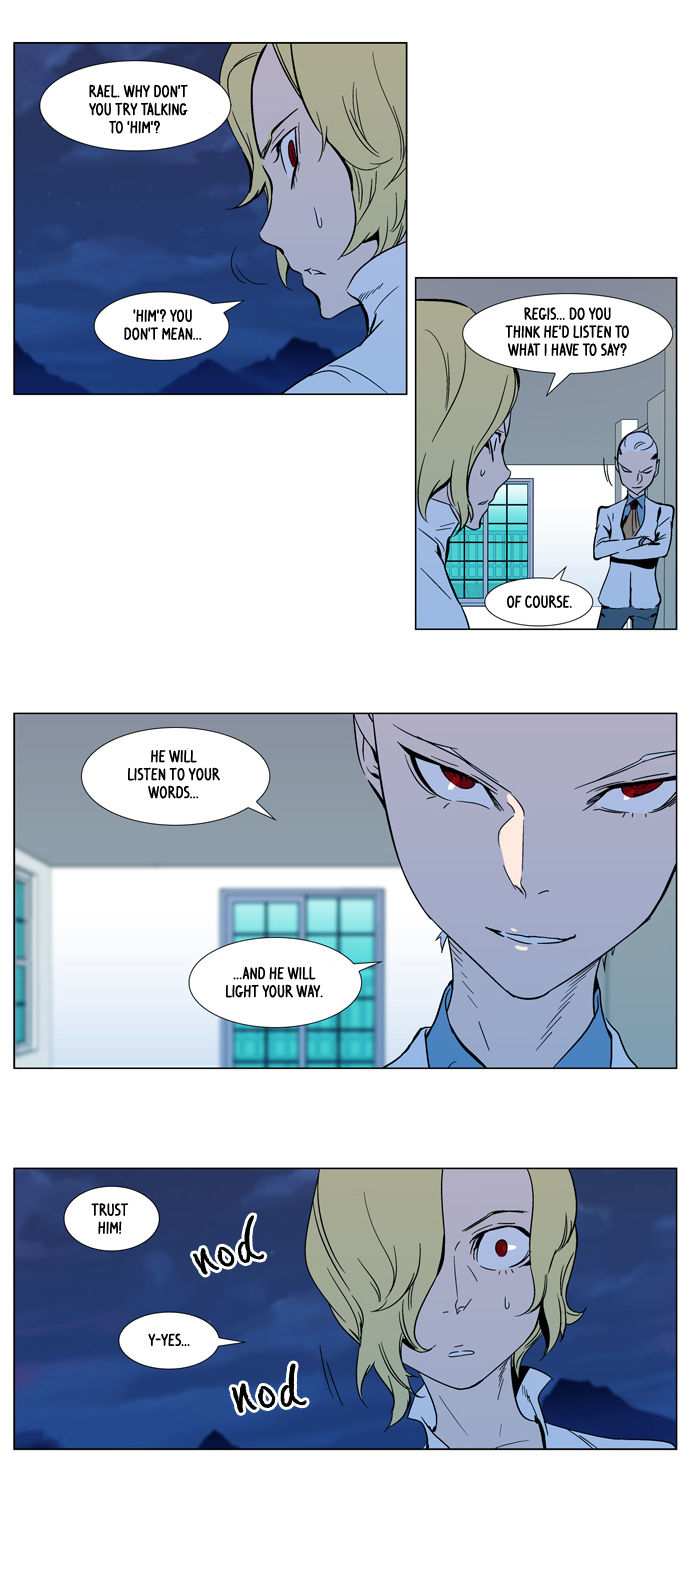 RAEL. WHY DON'T
YOU TRY TALKING
TO 'HIM'?
'HIM'? YOU
DON'T MEAN...
REGIS... DO YOU
THINK HE'D LISTEN TO
WHAT I HAVE TO SAY?
OF COURSE.
HE WILL
LISTEN TO YOUR
WORDS...
...AND HE WILL
LIGHT YOUR WAY.
TRUST
HIM!
nod
Y-YES...
nod